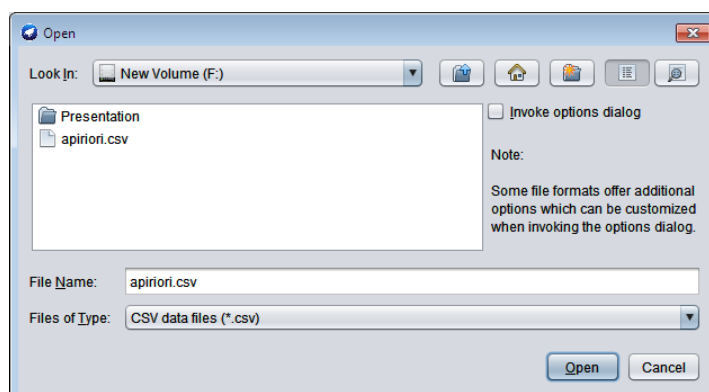 Open
Look In: New Volume (F:)
Presentation
apiriori.csv
Invoke options dialog
Note:
Some file formats offer additional
options which can be customized
when invoking the options dialog.
File Name: apiriori.csv
Files of Type: CSV data files (*.csv)
Open Cancel